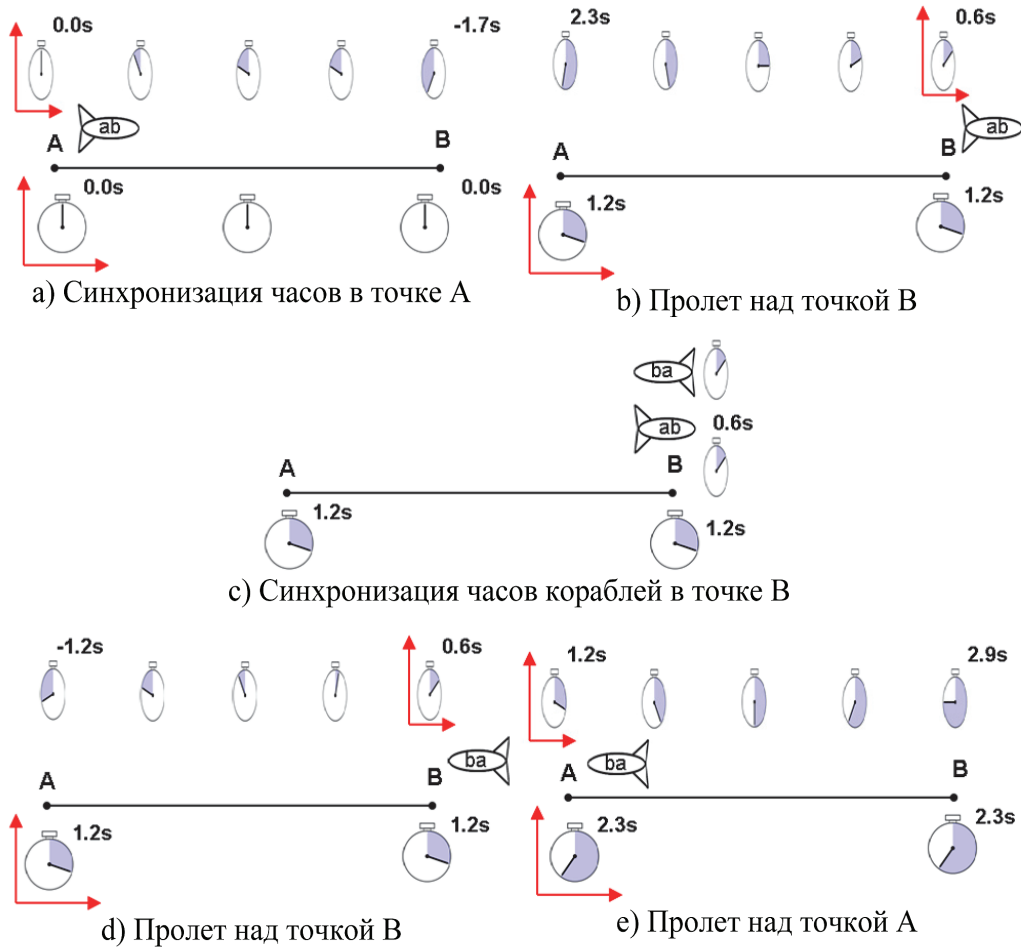 0.0s -1.7s
ab
A B
0.0s 0.0s
a) Синхронизация часов в точке A
2.3s 0.6s
ab
A B
1.2s 1.2s
b) Пролет над точкой B
ba
ab 0.6s
A B
1.2s 1.2s
c) Синхронизация часов кораблей в точке B
-1.2s 0.6s
ba
A B
1.2s 1.2s
d) Пролет над точкой B
1.2s 2.9s
A ba B
2.3s 2.3s
e) Пролет над точкой A